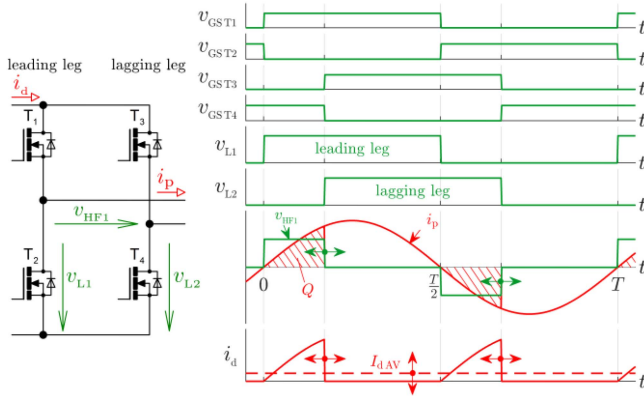 leading leg
lagging leg
i_d
T_1
T_3
i_p
v_HF1
T_2
T_4
v_L1
v_L2
v_GST1
t
v_GST2
t
v_GST3
t
v_GST4
t
v_L1
leading leg
t
v_L2
lagging leg
t
v_HF1
i_p
t
0
Q
T/2
T
i_d
I_d AV
t